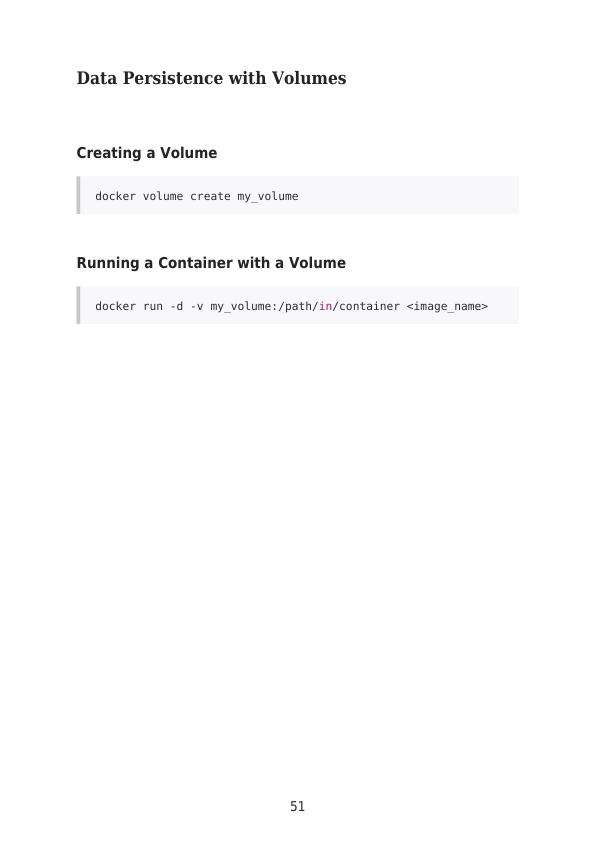 Data Persistence with Volumes
Creating a Volume
docker volume create my_volume
Running a Container with a Volume
docker run -d -v my_volume:/path/in/container <image_name>
51